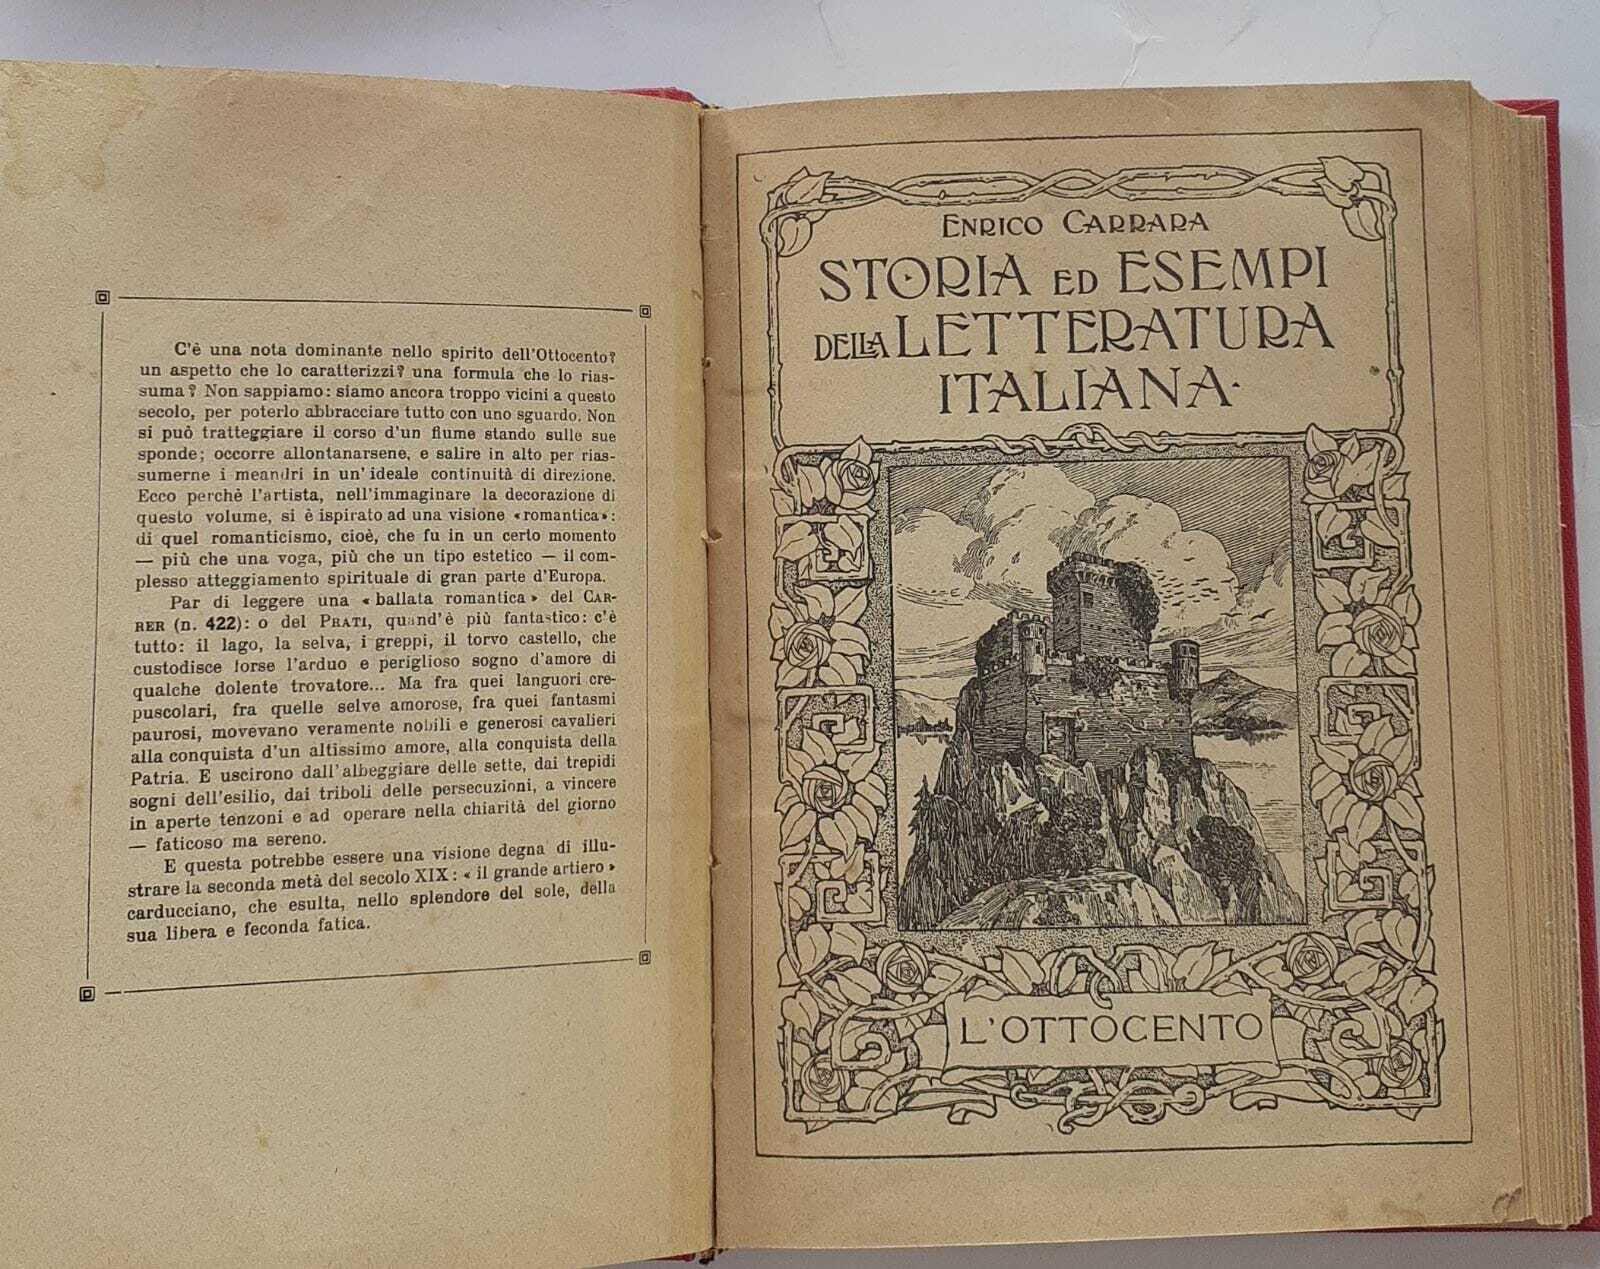 C'è una nota dominante nello spirito dell'Ottocento?
un aspetto che lo caratterizzi? una formula che lo rias-
suma? Non sappiamo: siamo ancora troppo vicini a questo
secolo, per poterlo abbracciare tutto con uno sguardo. Non
si può tratteggiare il corso d'un fiume stando sulle sue
sponde; occorre allontanarsene, e salire in alto per rias-
sumerne i meandri in un'ideale continuità di direzione.
Ecco perchè l'artista, nell'immaginare la decorazione di
questo volume, si è ispirato ad una visione «romantica»:
di quel romanticismo, cioè, che fu in un certo momento
— più che una voga, più che un tipo estetico — il com-
plesso atteggiamento spirituale di gran parte d'Europa.
Par di leggere una «ballata romantica» del CAR-
RER (n. 422): o del PRATI, quand'è più fantastico: c'è
tutto: il lago, la selva, i greppi, il torvo castello, che
custodisce forse l'arduo e periglioso sogno d'amore di
qualche dolente trovatore... Ma fra quei languori cre-
puscolari, fra quelle selve amorose, fra quei fantasmi
paurosi, movevano veramente nobili e generosi cavalieri
alla conquista d'un altissimo amore, alla conquista della
Patria. E uscirono dall'albeggiare delle sette, dai trepidi
sogni dell'esilio, dai triboli delle persecuzioni, a vincere
in aperte tenzoni e ad operare nella chiarità del giorno
— faticoso ma sereno.
E questa potrebbe essere una visione degna di illu-
strare la seconda metà del secolo XIX: «il grande artiero»
carducciano, che esulta, nello splendore del sole, della
sua libera e feconda fatica.
ENRICO CARRARA
STORIA ED ESEMPI
DELLA LETTERATURA
ITALIANA·
L'OTTOCENTO